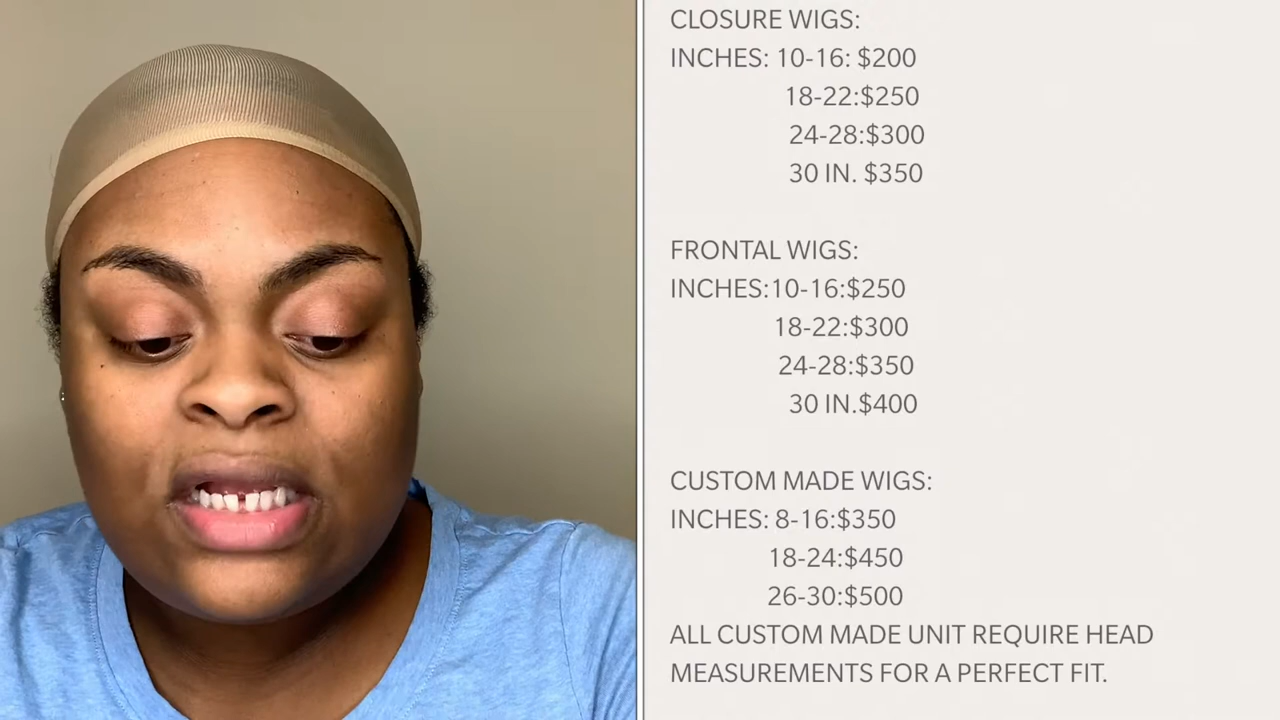 CLOSURE WIGS:
INCHES: 10-16: $200
18-22:$250
24-28:$300
30 IN. $350
FRONTAL WIGS:
INCHES:10-16:$250
18-22:$300
24-28:$350
30 IN.$400
CUSTOM MADE WIGS:
INCHES: 8-16:$350
18-24:$450
26-30:$500
ALL CUSTOM MADE UNIT REQUIRE HEAD
MEASUREMENTS FOR A PERFECT FIT.